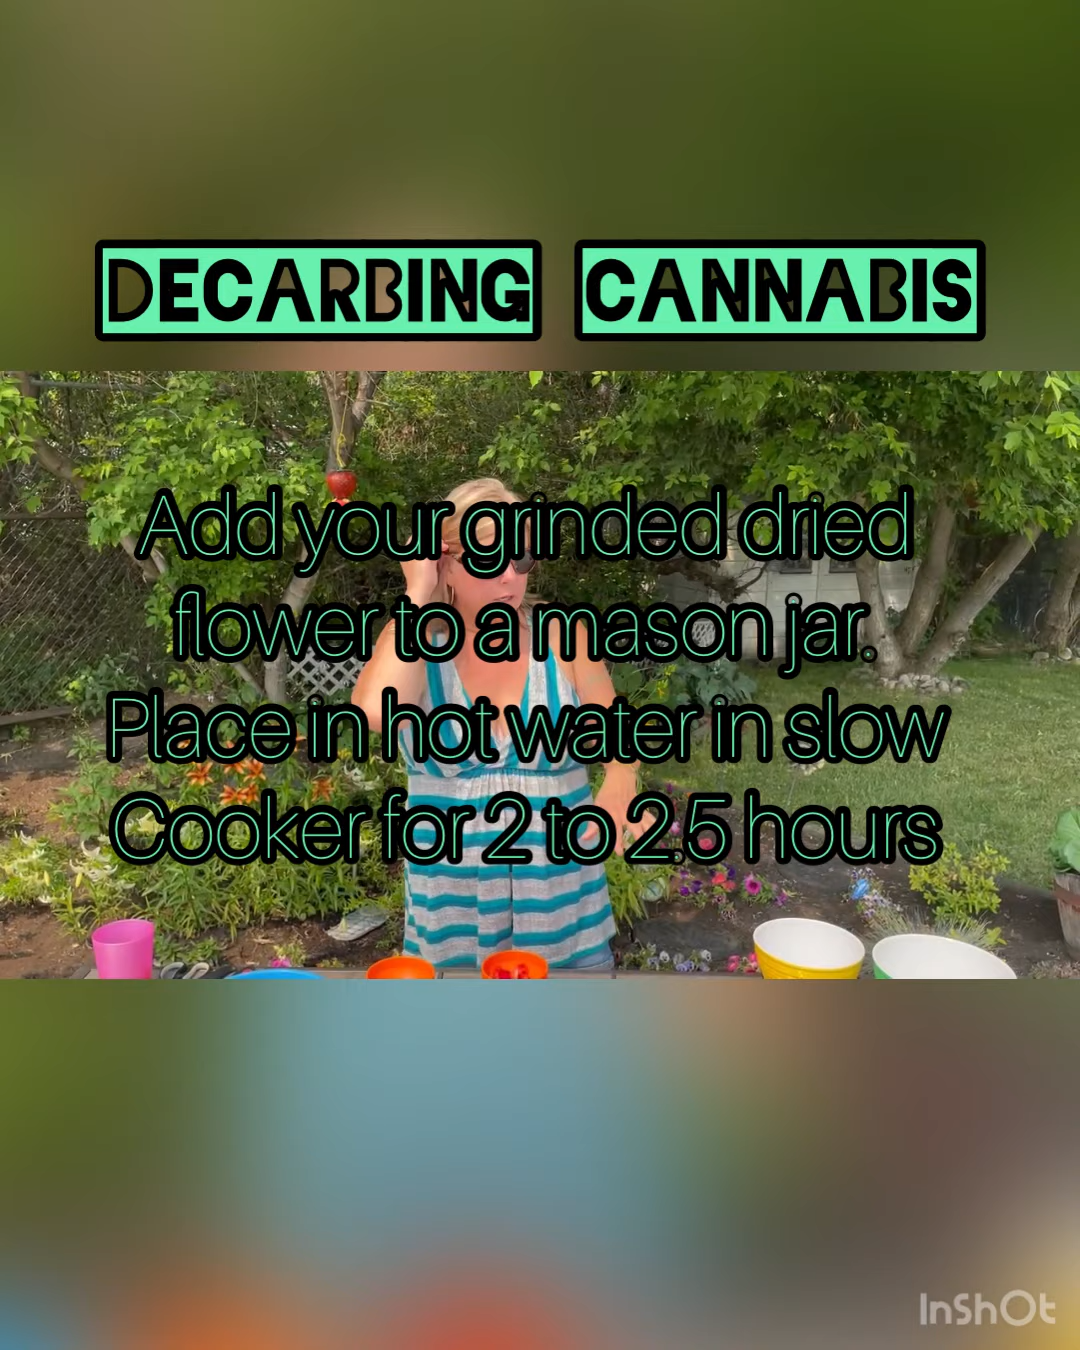 DECARBING CANNABIS
Add your grinded dried
flower to a mason jar.
Place in hot water in slow
Cooker for 2 to 2.5 hours
InShOt